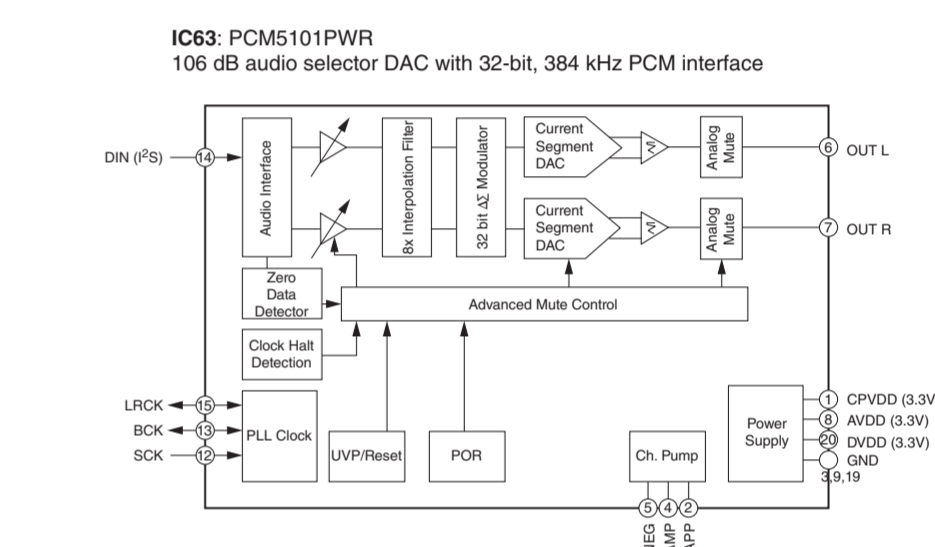 IC63: PCM5101PWR
106 dB audio selector DAC with 32-bit, 384 kHz PCM interface
DIN (I²S)
14
Audio Interface
8x Interpolation Filter
32 bit ΔΣ Modulator
Current
Segment
DAC
Analog
Mute
6
OUT L
Current
Segment
DAC
Analog
Mute
7
OUT R
Zero
Data
Detector
Advanced Mute Control
Clock Halt
Detection
LRCK
15
BCK
13
SCK
12
PLL Clock
UVP/Reset
POR
Ch. Pump
Power
Supply
1
CPVDD (3.3V
8
AVDD (3.3V)
20
DVDD (3.3V)
GND
3,9,19
5
4
2
NEG
AMP
APP